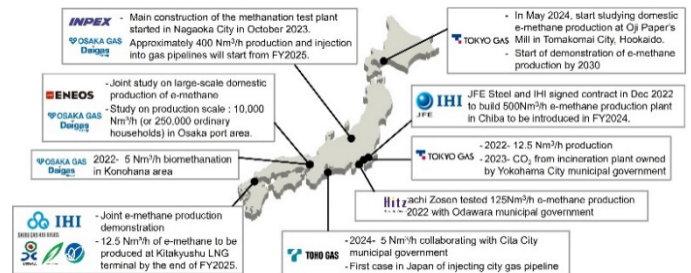 INPEX
OSAKA GAS
Daigas
- Main construction of the methanation test plant
started in Nagaoka City in October 2023.
Approximately 400 Nm³/h production and injection
into gas pipelines will start from FY2025.
- In May 2024, start studying domestic
e-methane production at Oji Paper's
Mill in Tomakomai City, Hookaido.
- Start of demonstration of e-methane
production by 2030
TOKYO GAS
ENEOS
OSAKA GAS
Daigas
- Joint study on large-scale domestic
production of e-methane
- Study on production scale : 10,000
Nm³/h (or 250,000 ordinary
households) in Osaka port area.
JFE
IHI
JFE Steel and IHI signed contract in Dec 2022
to build 500Nm³/h e-methane production plant
in Chiba to be introduced in FY2024.
OSAKA GAS
Daigas
2022- 5 Nm³/h biomethanation
in Konohana area
TOKYO GAS
- 2022- 12.5 Nm³/h production
- 2023- CO₂ from incineration plant owned
by Yokohama City municipal government
Hitz
achi Zosen tested 125Nm³/h e-methane production
2022 with Odawara municipal government
IHI
- Joint e-methane production
demonstration
- 12.5 Nm³/h of e-methane to be
produced at Kitakyushu LNG
terminal by the end of FY2025.
TOHO GAS
-2024- 5 Nm³/h collaborating with Cita City
municipal government
- First case in Japan of injecting city gas pipeline